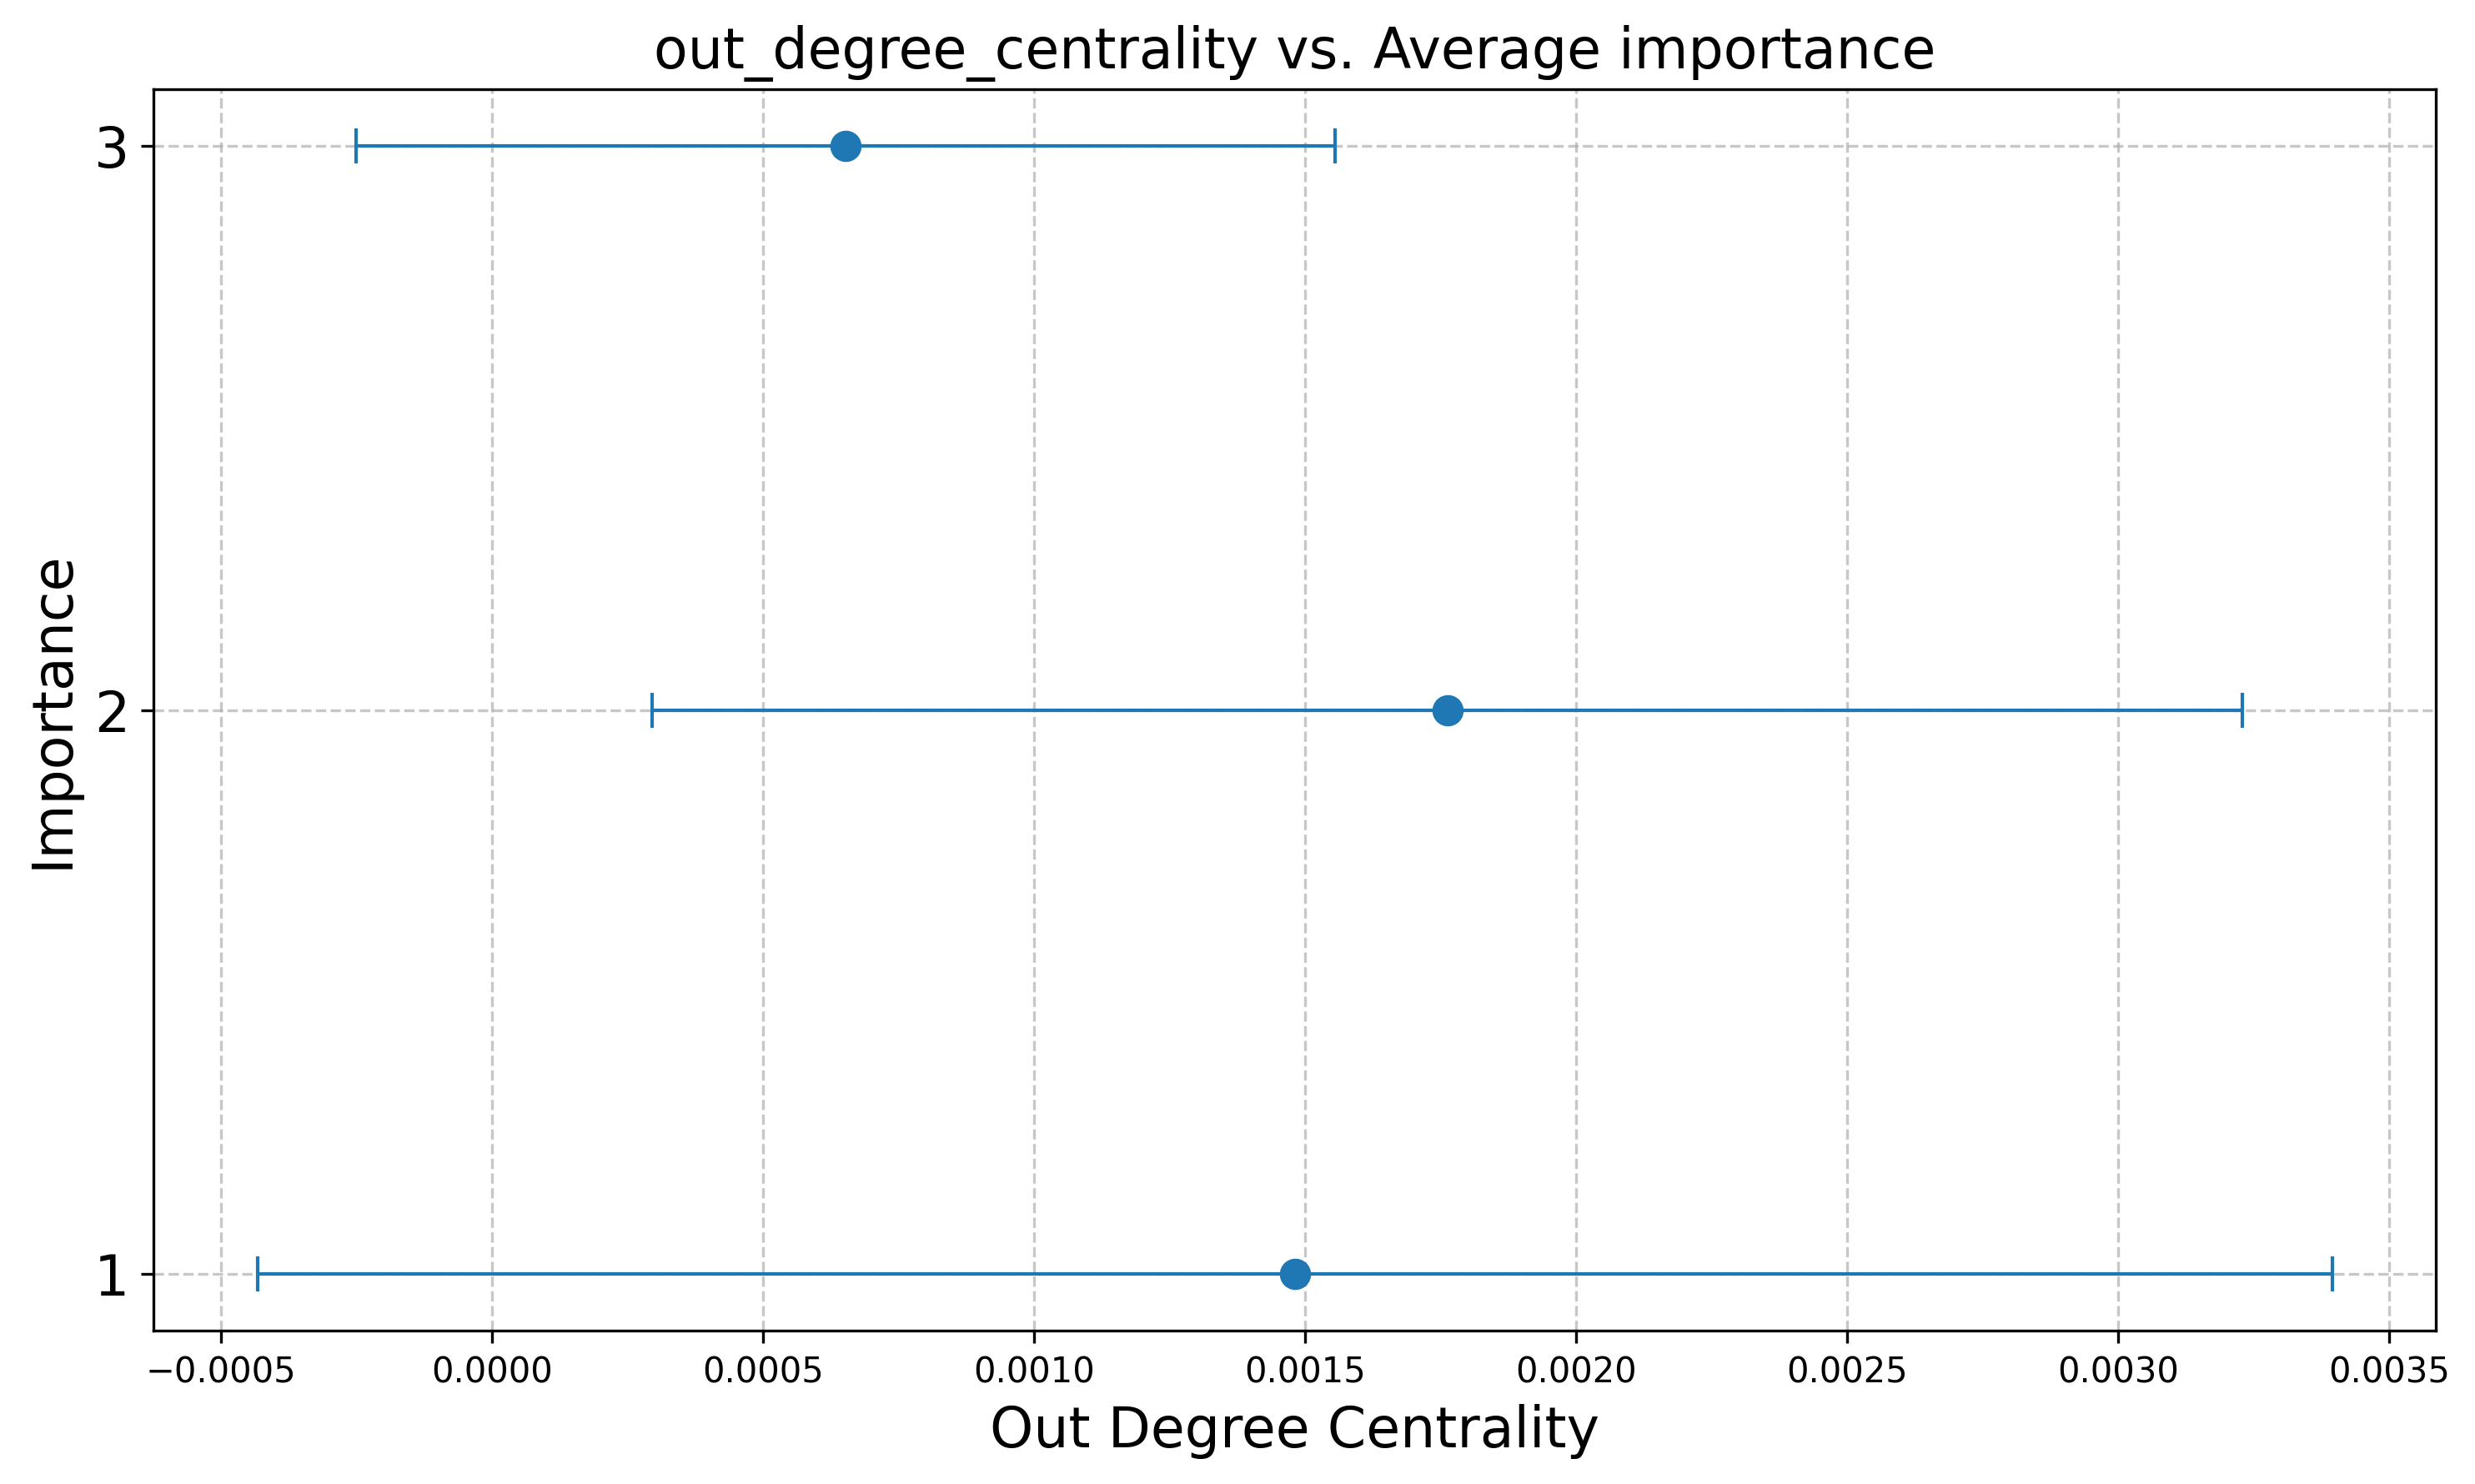 out_degree_centrality vs. Average importance
3
2
1
Importance
−0.0005 0.0000 0.0005 0.0010 0.0015 0.0020 0.0025 0.0030 0.0035
Out Degree Centrality